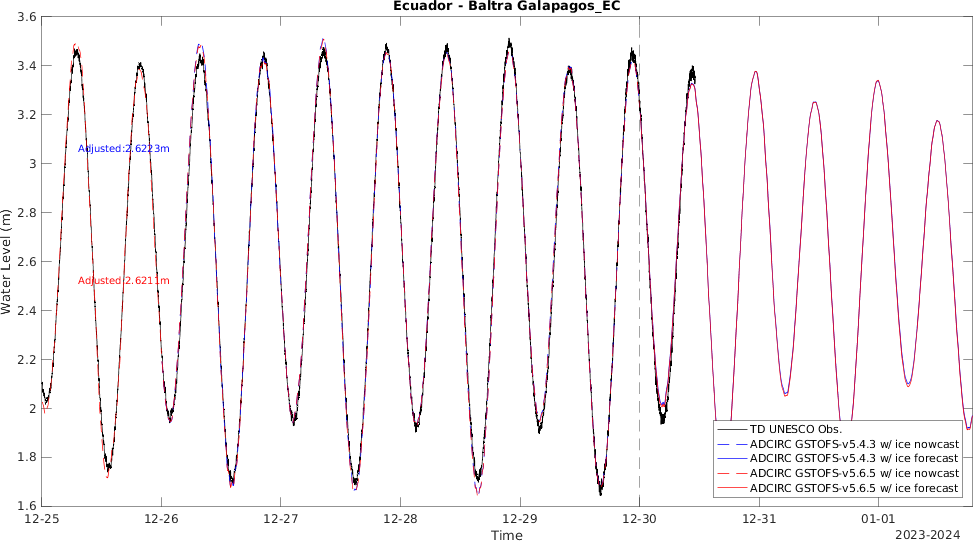 Ecuador - Baltra Galapagos_EC
3.6
3.4
3.2
3
2.8
2.6
2.4
2.2
2
1.8
1.6
Water Level (m)
Adjusted:2.6223m
Adjusted:2.6211m
TD UNESCO Obs.
ADCIRC GSTOFS-v5.4.3 w/ ice nowcast
ADCIRC GSTOFS-v5.4.3 w/ ice forecast
ADCIRC GSTOFS-v5.6.5 w/ ice nowcast
ADCIRC GSTOFS-v5.6.5 w/ ice forecast
12-25 12-26 12-27 12-28 12-29 12-30 12-31 01-01
Time
2023-2024